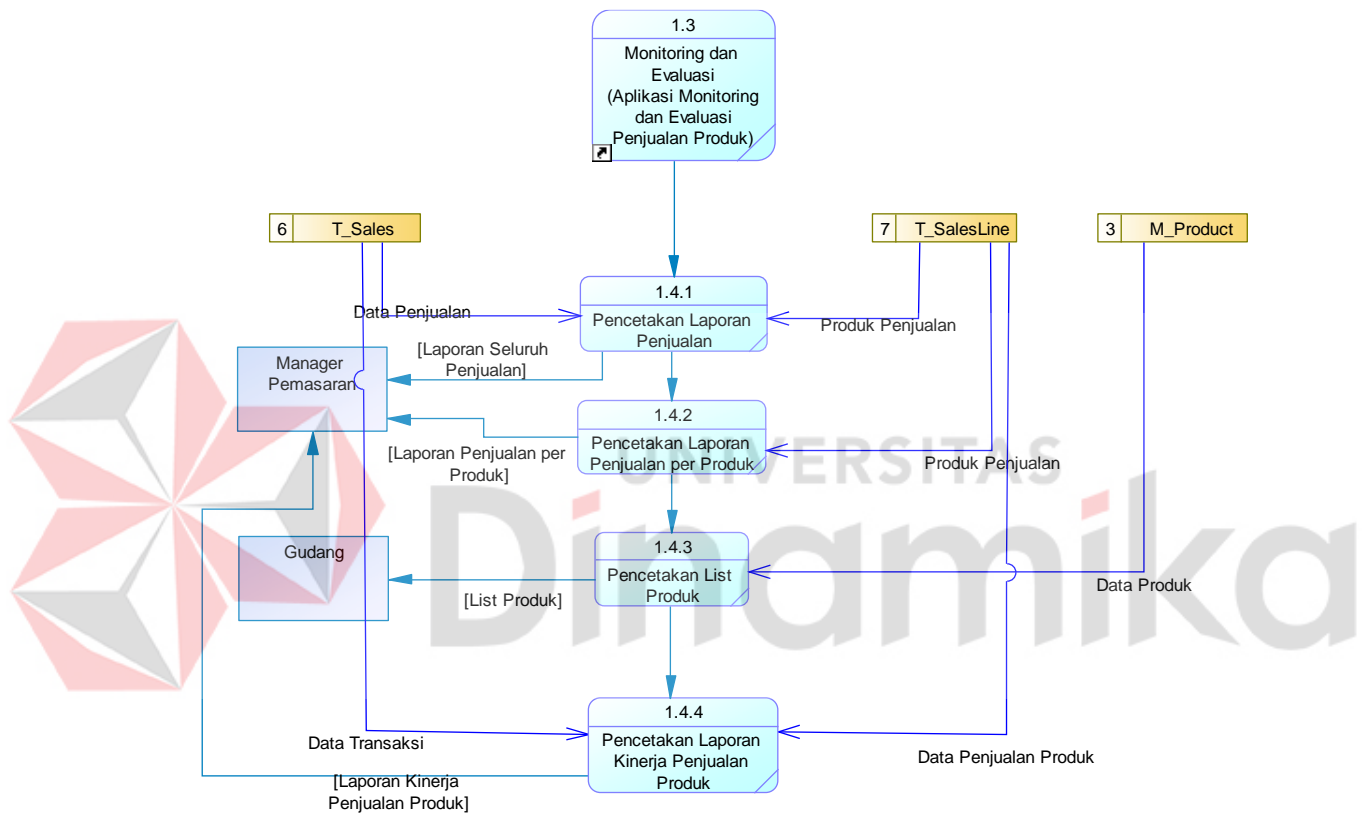 1.3
Monitoring dan
Evaluasi
(Aplikasi Monitoring
dan Evaluasi
Penjualan Produk)
6 T_Sales
7 T_SalesLine
3 M_Product
1.4.1
Pencetakan Laporan
Penjualan
Data Penjualan
Produk Penjualan
[Laporan Seluruh
Penjualan]
Manager
Pemasaran
1.4.2
Pencetakan Laporan
Penjualan per Produk
[Laporan Penjualan per
Produk]
Produk Penjualan
UNIVERSITAS
Dinamika
1.4.3
Pencetakan List
Produk
Gudang
[List Produk]
Data Produk
1.4.4
Pencetakan Laporan
Kinerja Penjualan
Produk
Data Transaksi
Data Penjualan Produk
[Laporan Kinerja
Penjualan Produk]